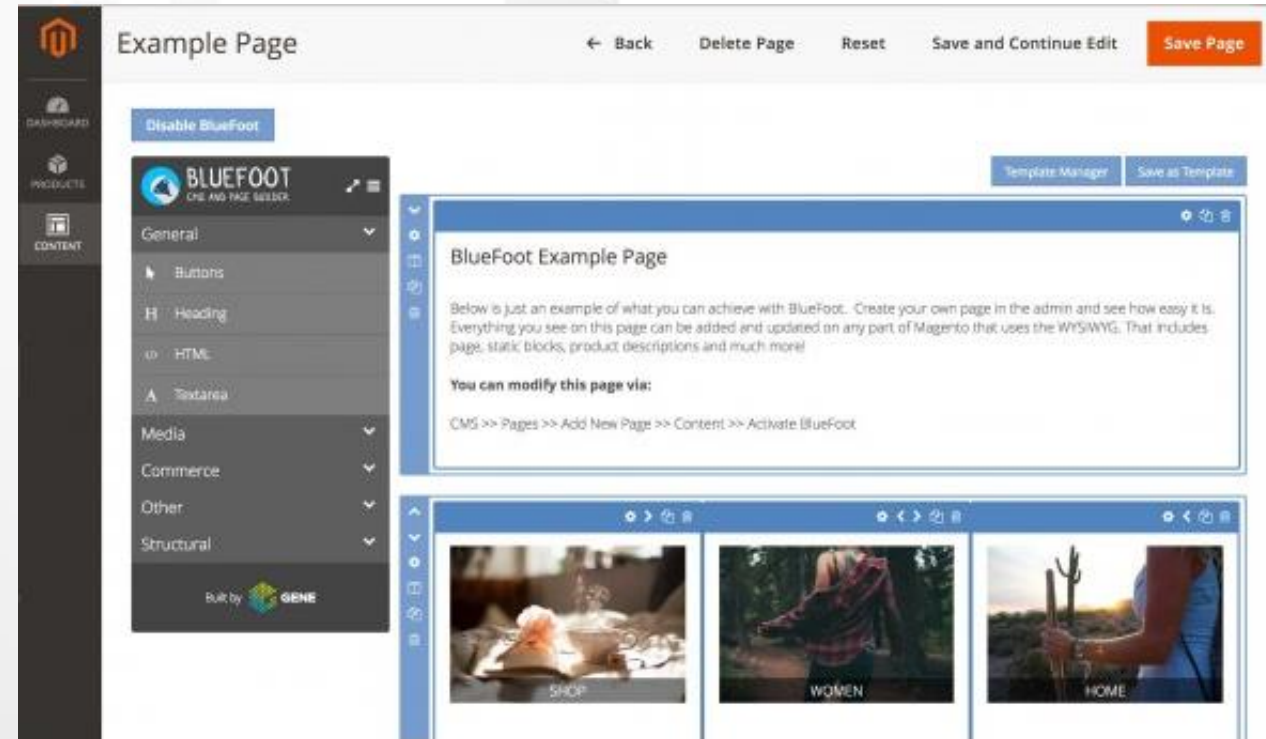 Example Page
← Back Delete Page Reset Save and Continue Edit Save Page
DASHBOARD
PRODUCTS
CONTENT
Disable BlueFoot
BLUEFOOT
CMS AND PAGE BUILDER
General
Buttons
H Heading
HTML
A Textarea
Media
Commerce
Other
Structural
Built by GENE
Template Manager Save as Template
BlueFoot Example Page
Below is just an example of what you can achieve with BlueFoot. Create your own page in the admin and see how easy it is.
Everything you see on this page can be added and updated on any part of Magento that uses the WYSIWYG. That includes
page, static blocks, product descriptions and much more!
You can modify this page via:
CMS >> Pages >> Add New Page >> Content >> Activate BlueFoot
SHOP
WOMEN
HOME